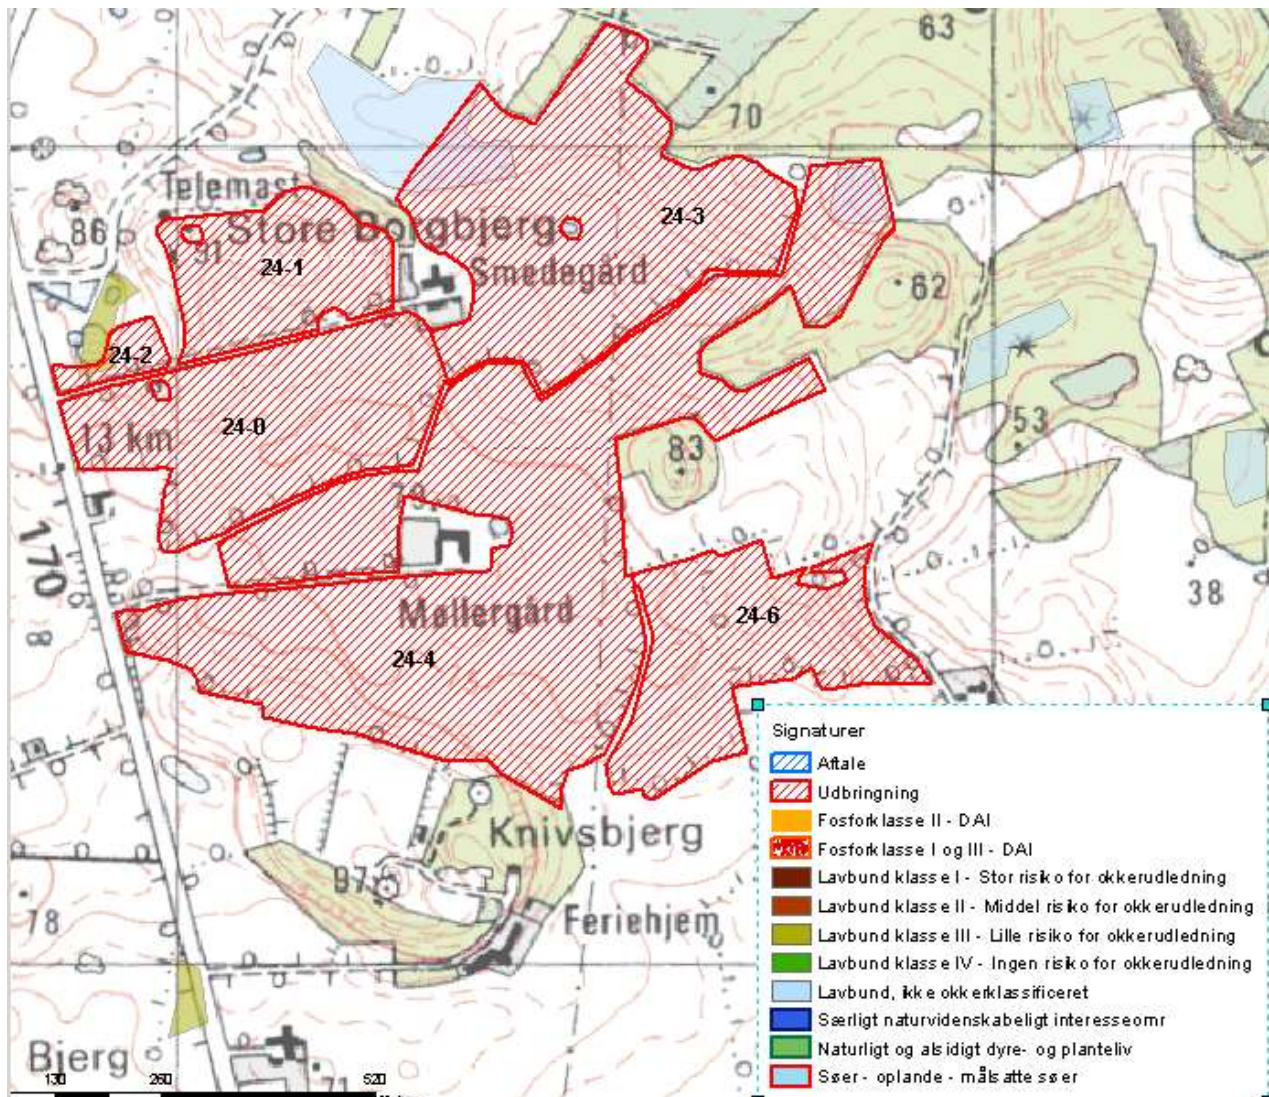 63
70
Telemast
86
Store Borgbjerg
24-3
91
24-1
Smedegård
62
24-2
24-0
13 km
83
53
79
170
38
Møllergård
24-6
24-4
Signaturer
Aftale
Udbringning
Fosforklasse II - DAI
Fosforklasse I og III - DAI
Lavbund klasse I - Stor risiko for okkerudledning
Knivsbjerg
Lavbund klasse II - Middel risiko for okkerudledning
97
Feriehjem
78
Lavbund klasse III - Lille risiko for okkerudledning
Lavbund klasse IV - Ingen risiko for okkerudledning
Lavbund, ikke okkerklassificeret
Særligt naturvidenskabeligt interesseomr
Bjerg
Naturligt og alsidigt dyre- og planteliv
71
Søer - oplande - målsatte søer
130 260 520